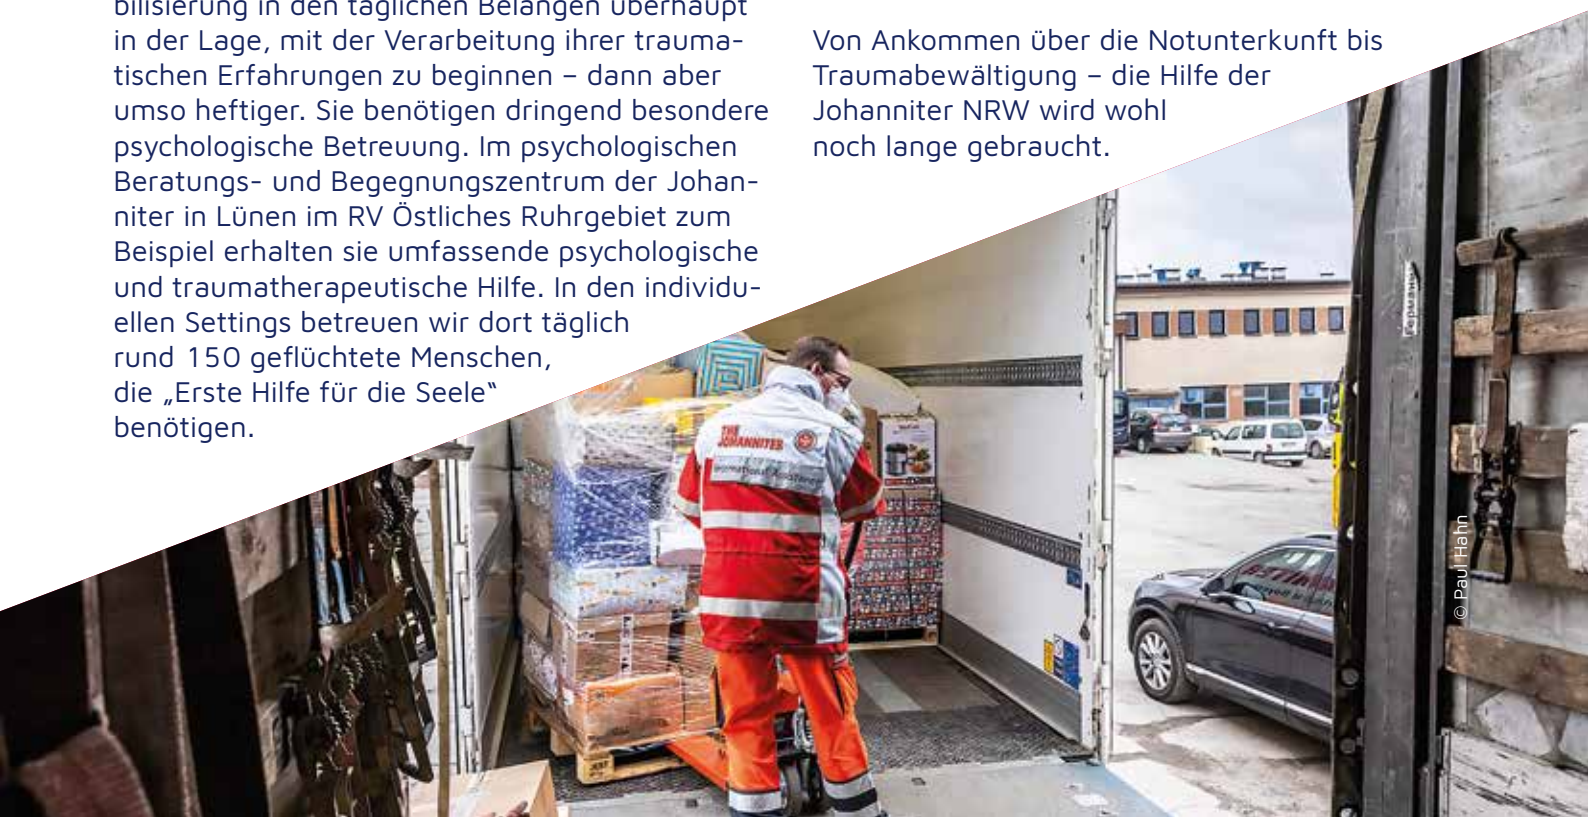 bilisierung in den täglichen Belangen überhaupt
in der Lage, mit der Verarbeitung ihrer trauma-
tischen Erfahrungen zu beginnen – dann aber
umso heftiger. Sie benötigen dringend besondere
psychologische Betreuung. Im psychologischen
Beratungs- und Begegnungszentrum der Johan-
niter in Lünen im RV Östliches Ruhrgebiet zum
Beispiel erhalten sie umfassende psychologische
und traumatherapeutische Hilfe. In den individu-
ellen Settings betreuen wir dort täglich
rund 150 geflüchtete Menschen,
die „Erste Hilfe für die Seele“
benötigen.
Von Ankommen über die Notunterkunft bis
Traumabewältigung – die Hilfe der
Johanniter NRW wird wohl
noch lange gebraucht.
THE
JOHANNITER
International Assistance
© Paul Hahn